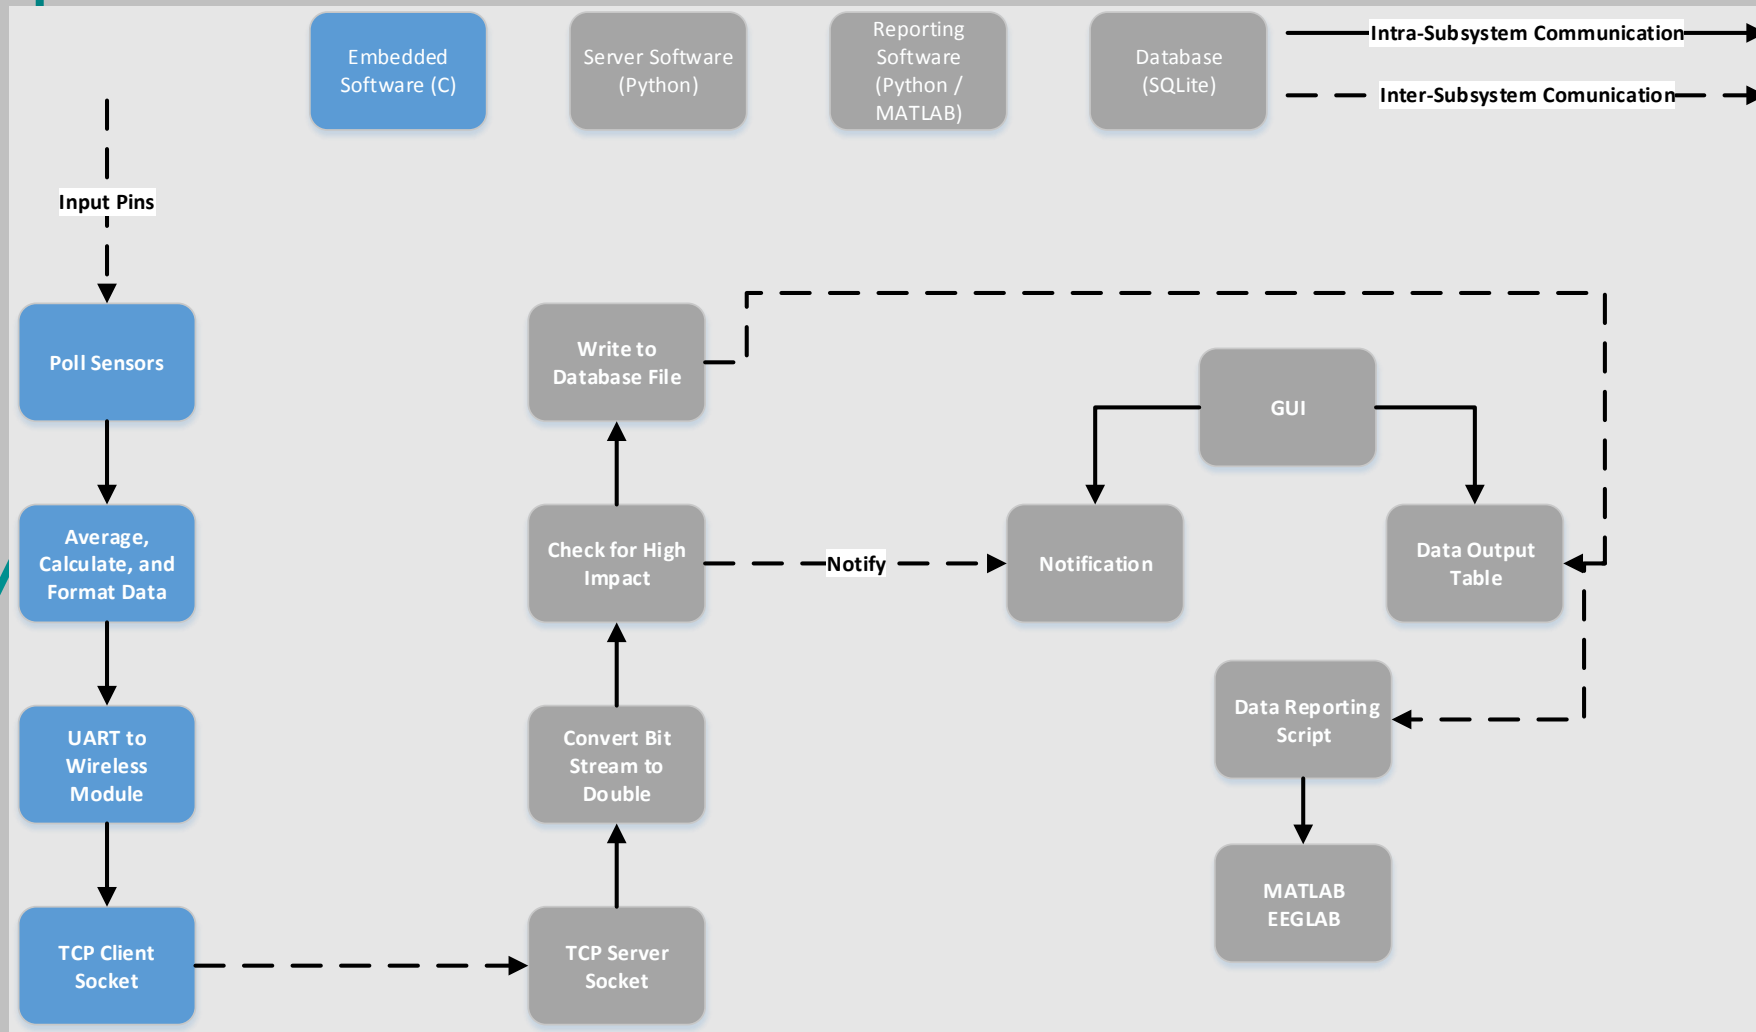 Embedded
Software (C)
Server Software
(Python)
Reporting
Software
(Python /
MATLAB)
Database
(SQLite)
Intra-Subsystem Communication
Inter-Subsystem Comunication
Input Pins
Poll Sensors
Average,
Calculate, and
Format Data
UART to
Wireless
Module
TCP Client
Socket
Write to
Database File
Check for High
Impact
Convert Bit
Stream to
Double
TCP Server
Socket
Notify
GUI
Notification
Data Output
Table
Data Reporting
Script
MATLAB
EEGLAB